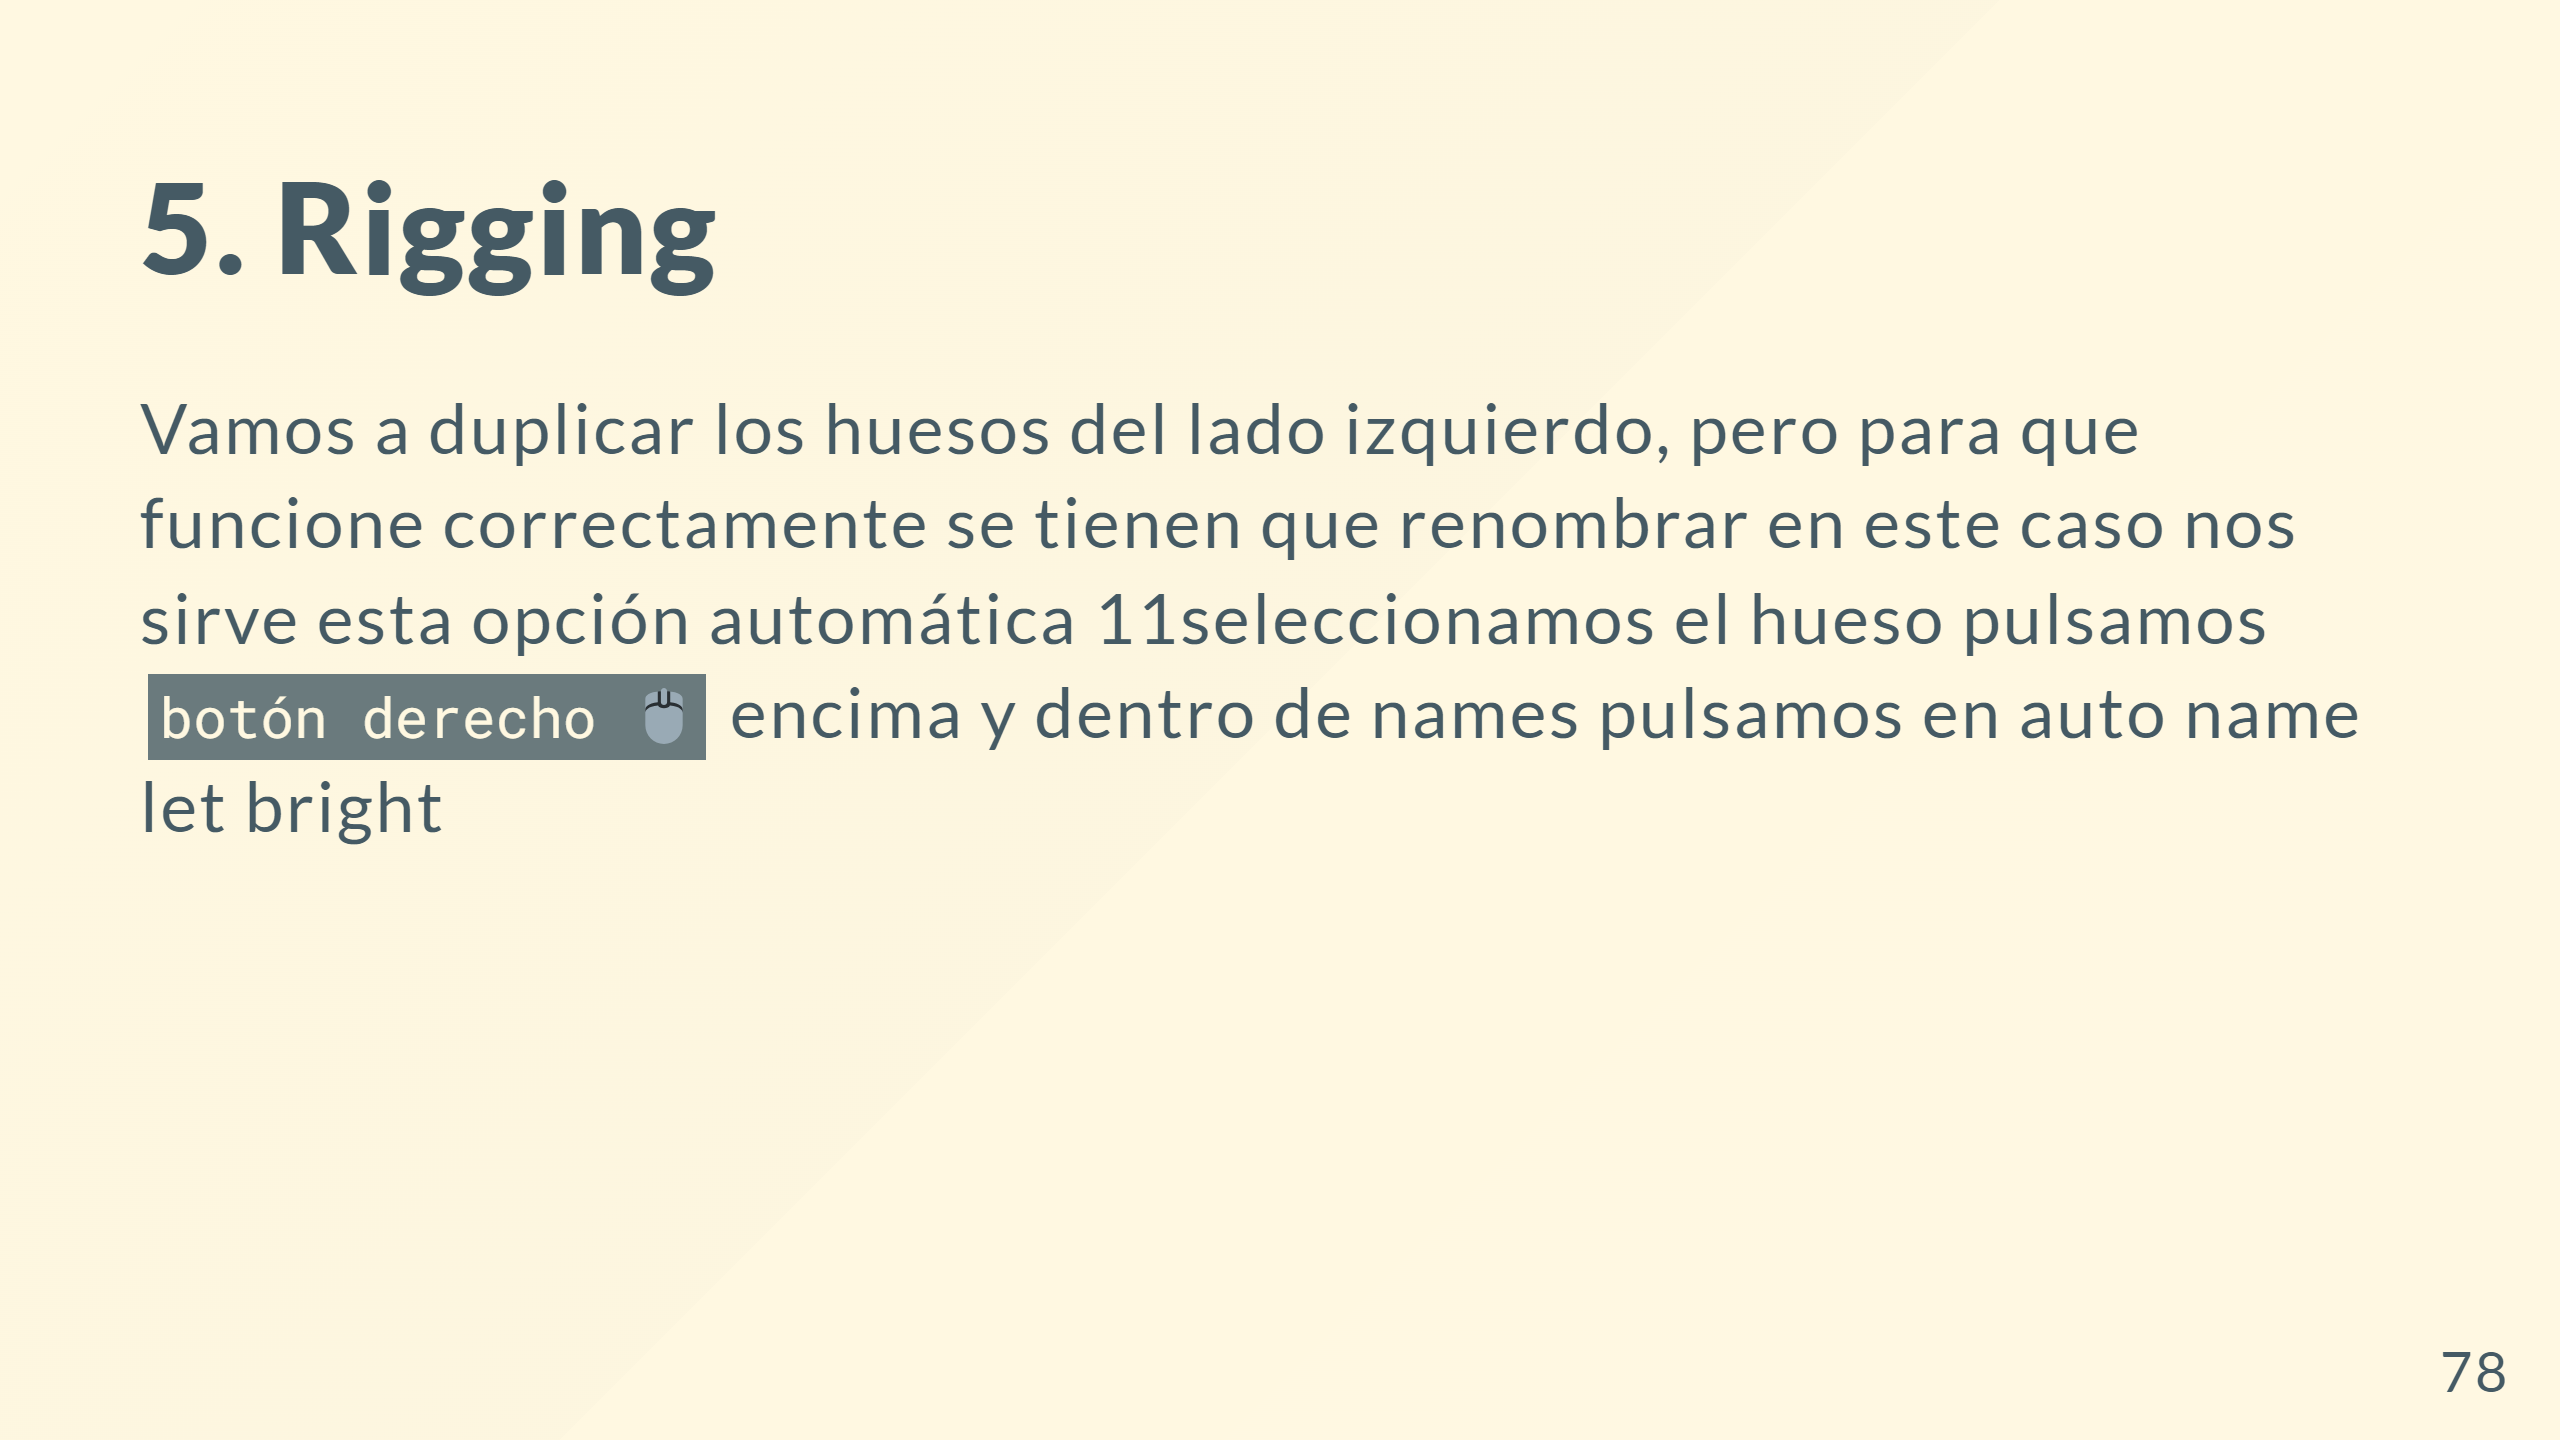 5. Rigging
Vamos a duplicar los huesos del lado izquierdo, pero para que
funcione correctamente se tienen que renombrar en este caso nos
sirve esta opción automática 11seleccionamos el hueso pulsamos
botón derecho 🖱 encima y dentro de names pulsamos en auto name
let bright
78